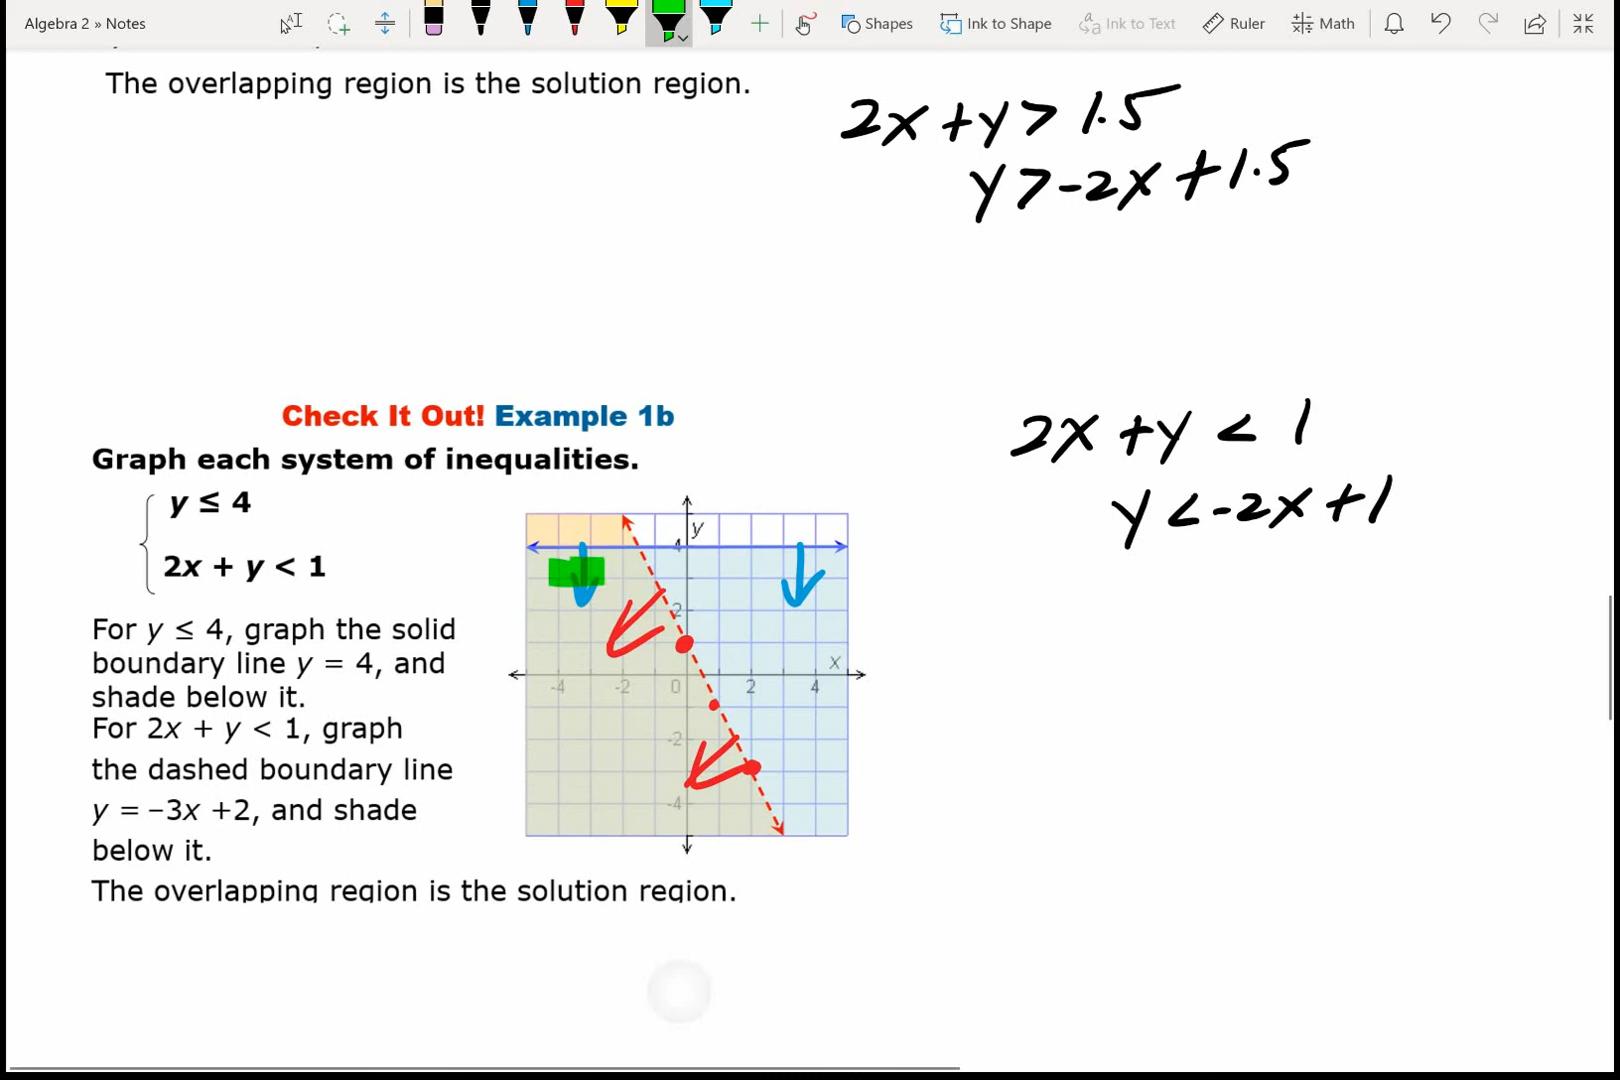 Algebra 2 » Notes
Shapes
Ink to Shape
Ink to Text
Ruler
Math
The overlapping region is the solution region.
2x + y > 1.5
y > -2x + 1.5
Check It Out! Example 1b
Graph each system of inequalities.
y ≤ 4
2x + y < 1
2x + y < 1
y < -2x + 1
For y ≤ 4, graph the solid
boundary line y = 4, and
shade below it.
For 2x + y < 1, graph
the dashed boundary line
y = –3x +2, and shade
below it.
The overlapping region is the solution region.
y
4
2
x
-4 -2 0 2 4
-2
-4